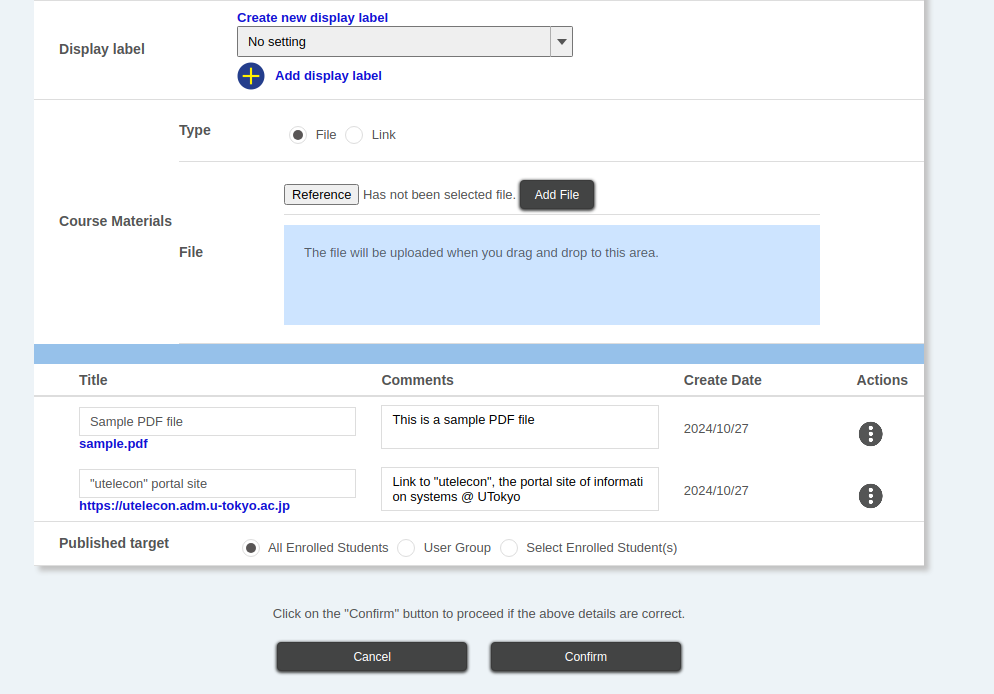 Create new display label
Display label
No setting
Add display label
Type
File Link
Course Materials
Reference Has not been selected file. Add File
File
The file will be uploaded when you drag and drop to this area.
Title Comments Create Date Actions
Sample PDF file
sample.pdf
This is a sample PDF file
2024/10/27
"utelecon" portal site
https://utelecon.adm.u-tokyo.ac.jp
Link to "utelecon", the portal site of informati
on systems @ UTokyo
2024/10/27
Published target
All Enrolled Students User Group Select Enrolled Student(s)
Click on the "Confirm" button to proceed if the above details are correct.
Cancel Confirm